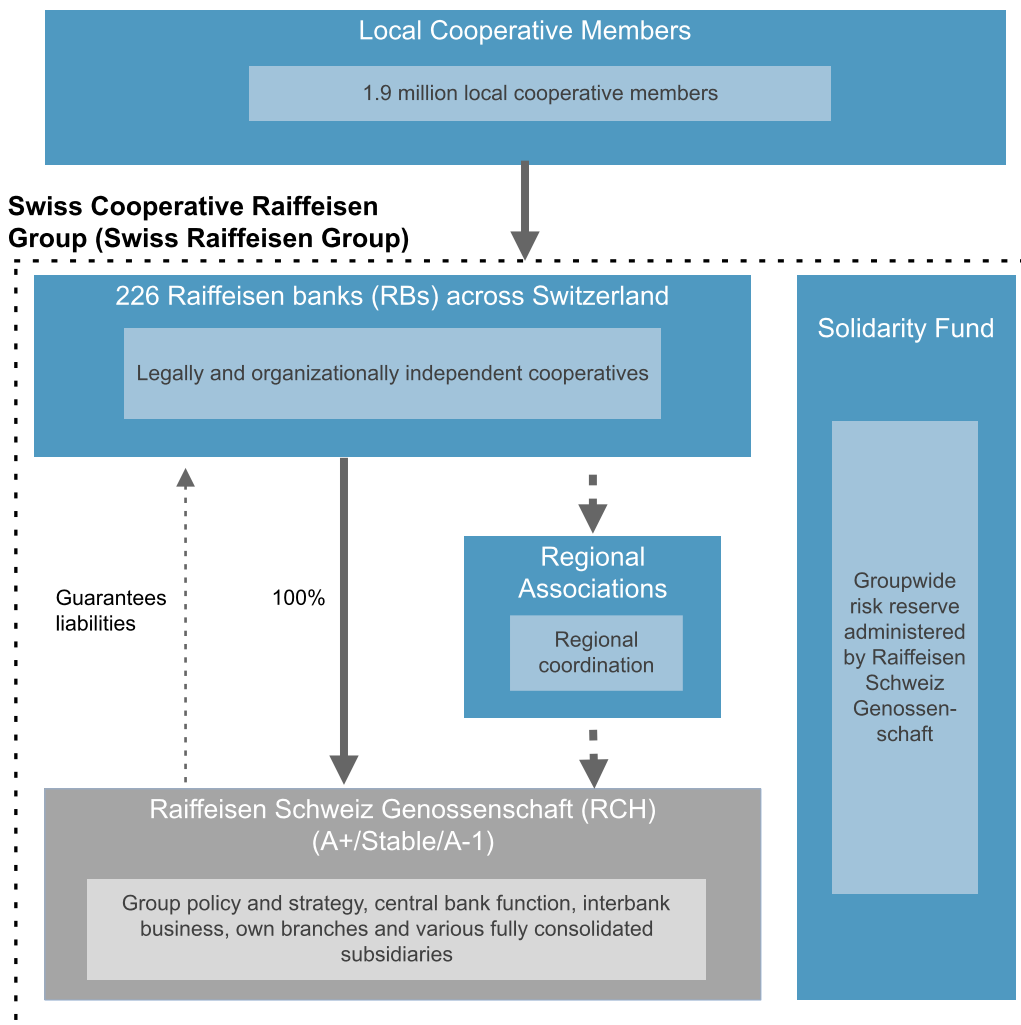 Local Cooperative Members
1.9 million local cooperative members
Swiss Cooperative Raiffeisen
Group (Swiss Raiffeisen Group)
226 Raiffeisen banks (RBs) across Switzerland
Legally and organizationally independent cooperatives
Solidarity Fund
Groupwide
risk reserve
administered
by Raiffeisen
Schweiz
Genossen-
schaft
Guarantees
liabilities
100%
Regional
Associations
Regional
coordination
Raiffeisen Schweiz Genossenschaft (RCH)
(A+/Stable/A-1)
Group policy and strategy, central bank function, interbank
business, own branches and various fully consolidated
subsidiaries